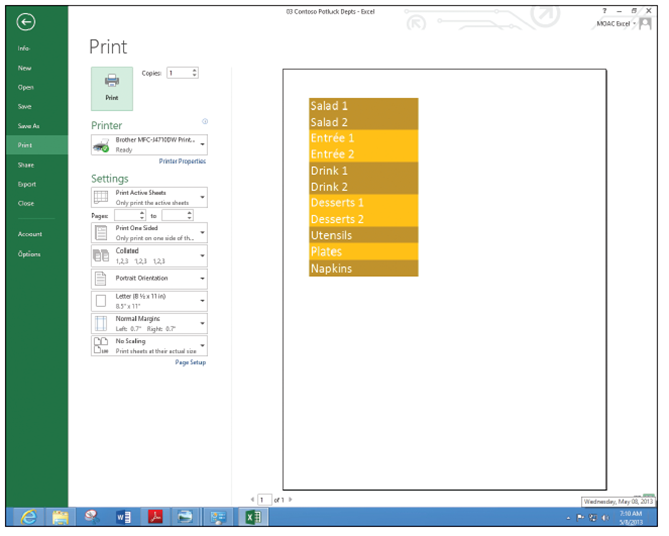 03 Contoso Potluck Depts - Excel
?
MOAC Excel
Info
New
Open
Save
Save As
Print
Share
Export
Close
Account
Options
Print
Copies: 1
Print
Printer
Brother MFC-J4710DW Print...
Ready
Printer Properties
Settings
Print Active Sheets
Only print the active sheets
Pages: to
Print One Sided
Only print on one side of th...
Collated
1,2,3 1,2,3 1,2,3
Portrait Orientation
Letter (8 ½ x 11 in)
8.5" x 11"
Normal Margins
Left: 0.7" Right: 0.7"
No Scaling
Print sheets at their actual size
Page Setup
Salad 1
Salad 2
Entrée 1
Entrée 2
Drink 1
Drink 2
Desserts 1
Desserts 2
Utensils
Plates
Napkins
1 of 1
Wednesday, May 08, 2013
7:10 AM
5/8/2013